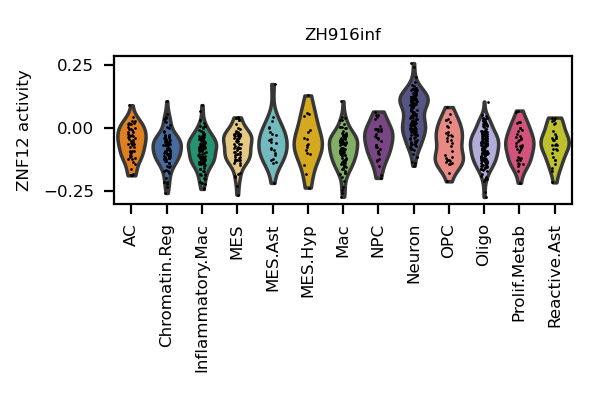 ZH916inf
ZNF12 activity
0.25
0.00
−0.25
AC
Chromatin.Reg
Inflammatory.Mac
MES
MES.Ast
MES.Hyp
Mac
NPC
Neuron
OPC
Oligo
Prolif.Metab
Reactive.Ast